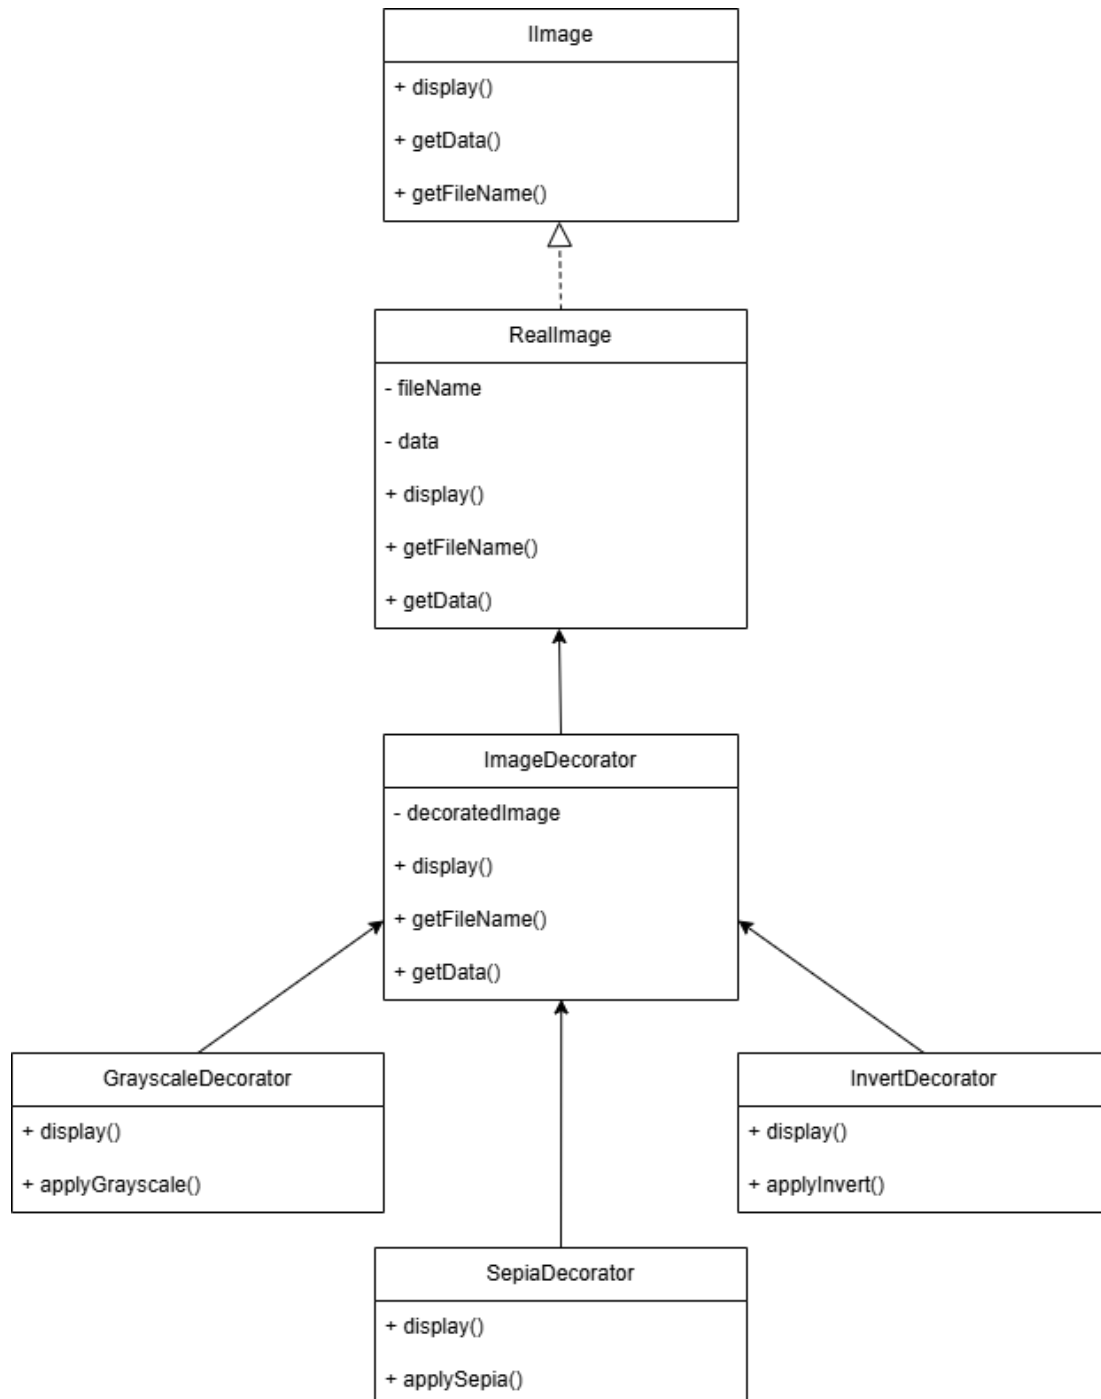 IImage
+ display()
+ getData()
+ getFileName()
RealImage
- fileName
- data
+ display()
+ getFileName()
+ getData()
ImageDecorator
- decoratedImage
+ display()
+ getFileName()
+ getData()
GrayscaleDecorator
+ display()
+ applyGrayscale()
InvertDecorator
+ display()
+ applyInvert()
SepiaDecorator
+ display()
+ applySepia()